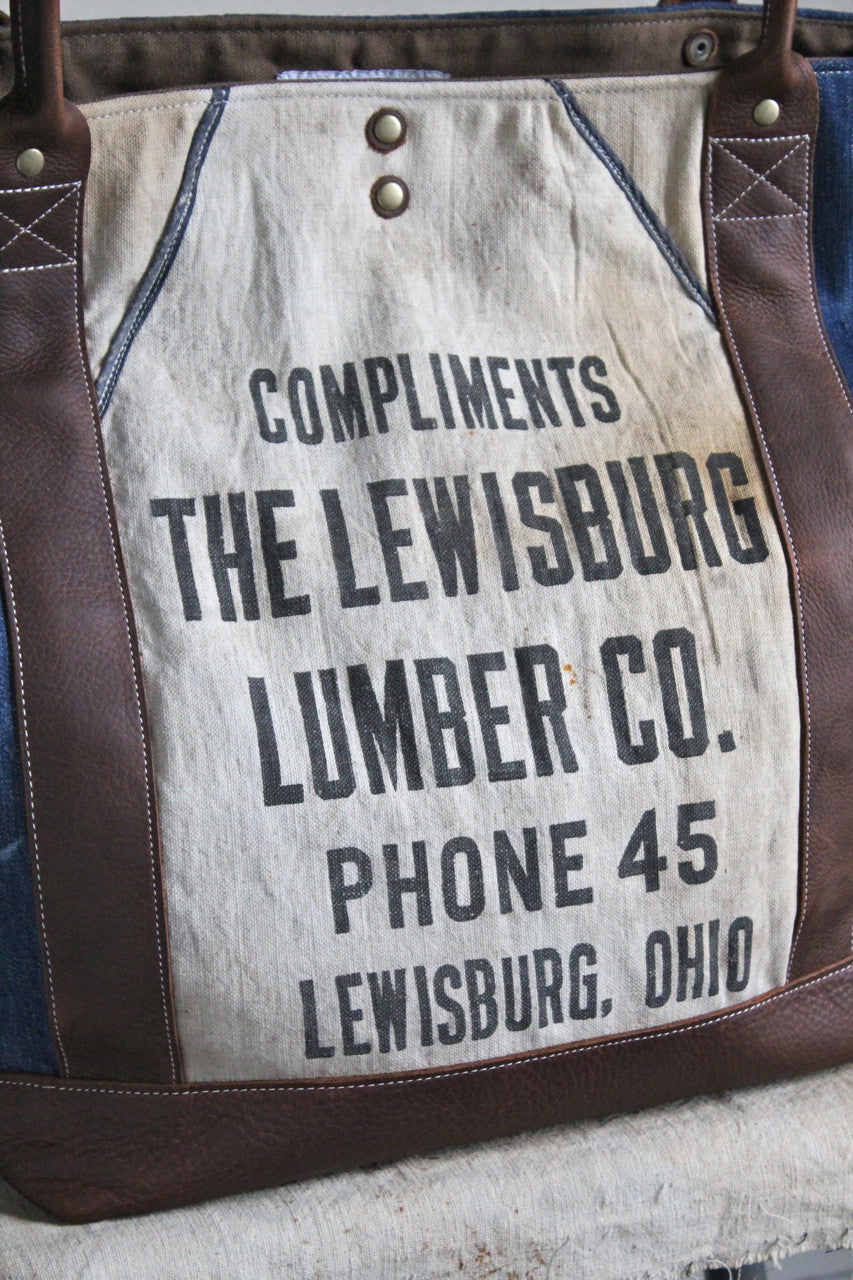 COMPLIMENTS
THE LEWISBURG
LUMBER CO.
PHONE 45
LEWISBURG, OHIO